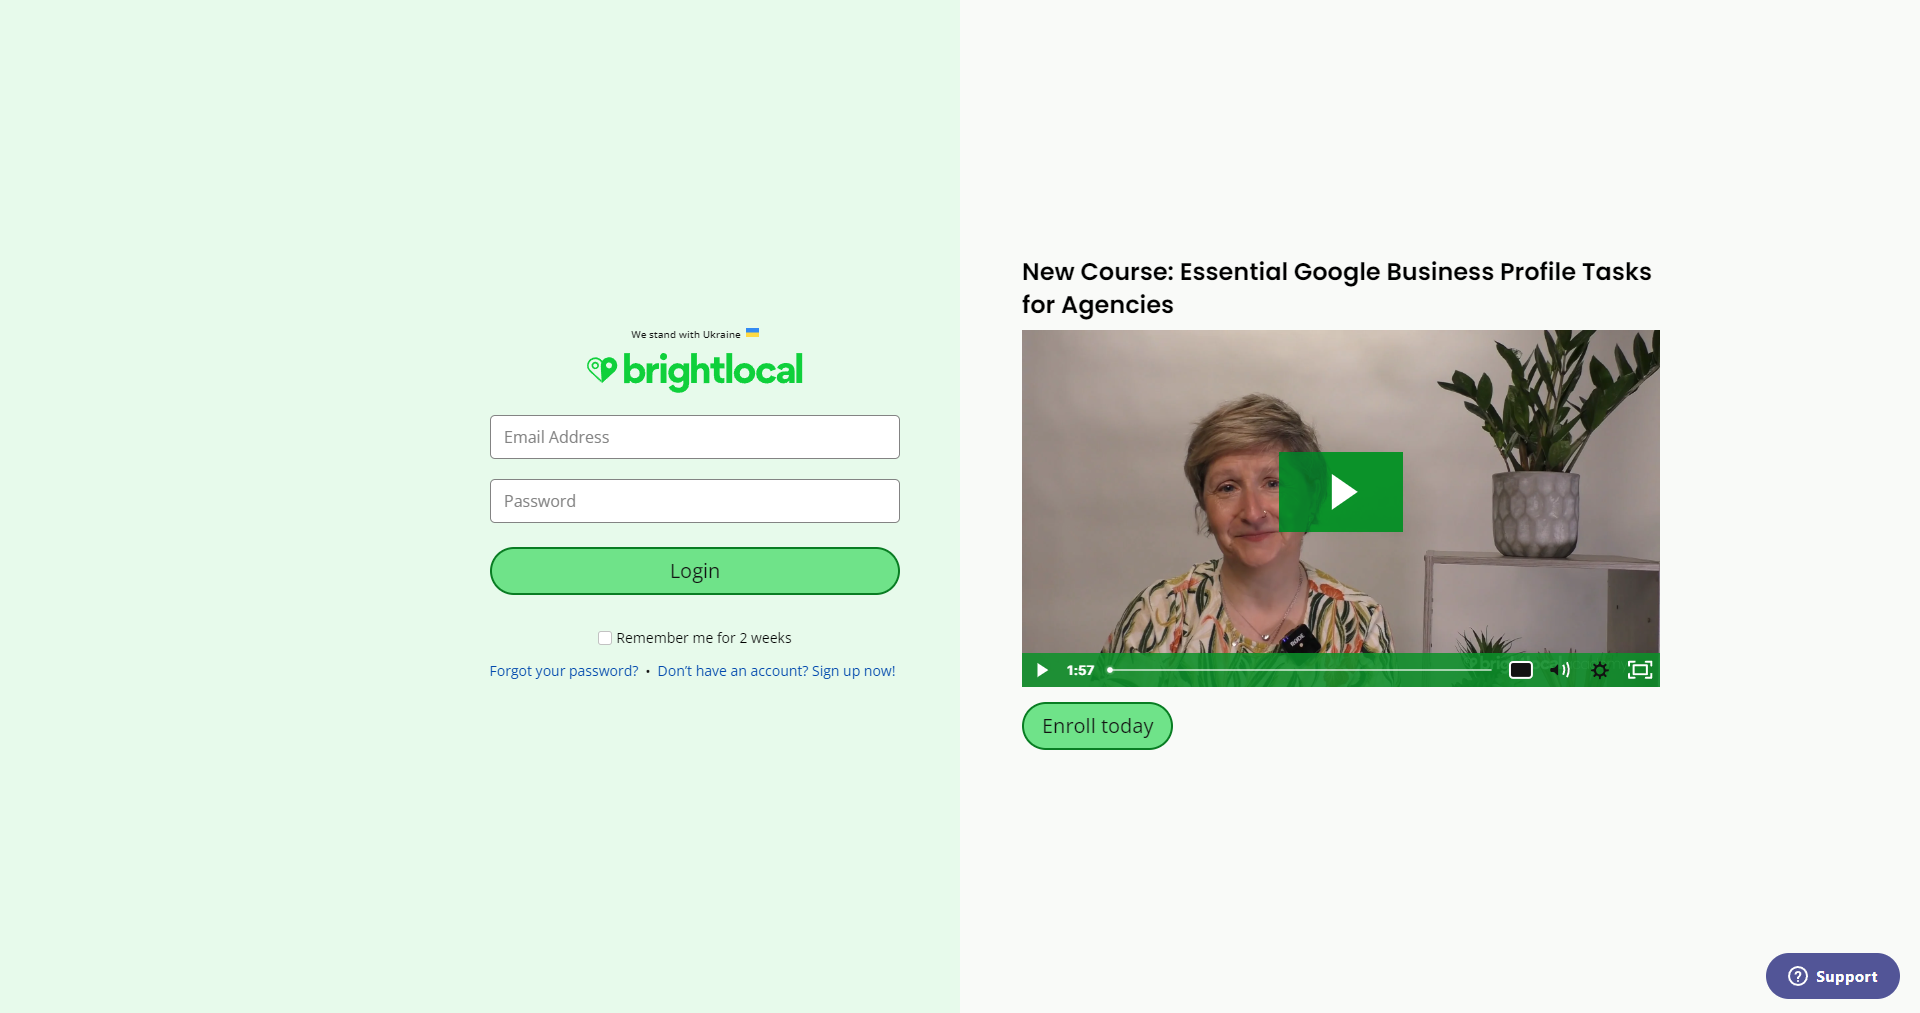 We stand with Ukraine
brightlocal
Email Address
Password
Login
Remember me for 2 weeks
Forgot your password? • Don't have an account? Sign up now!
New Course: Essential Google Business Profile Tasks
for Agencies
RØDE
1:57
Enroll today
Support